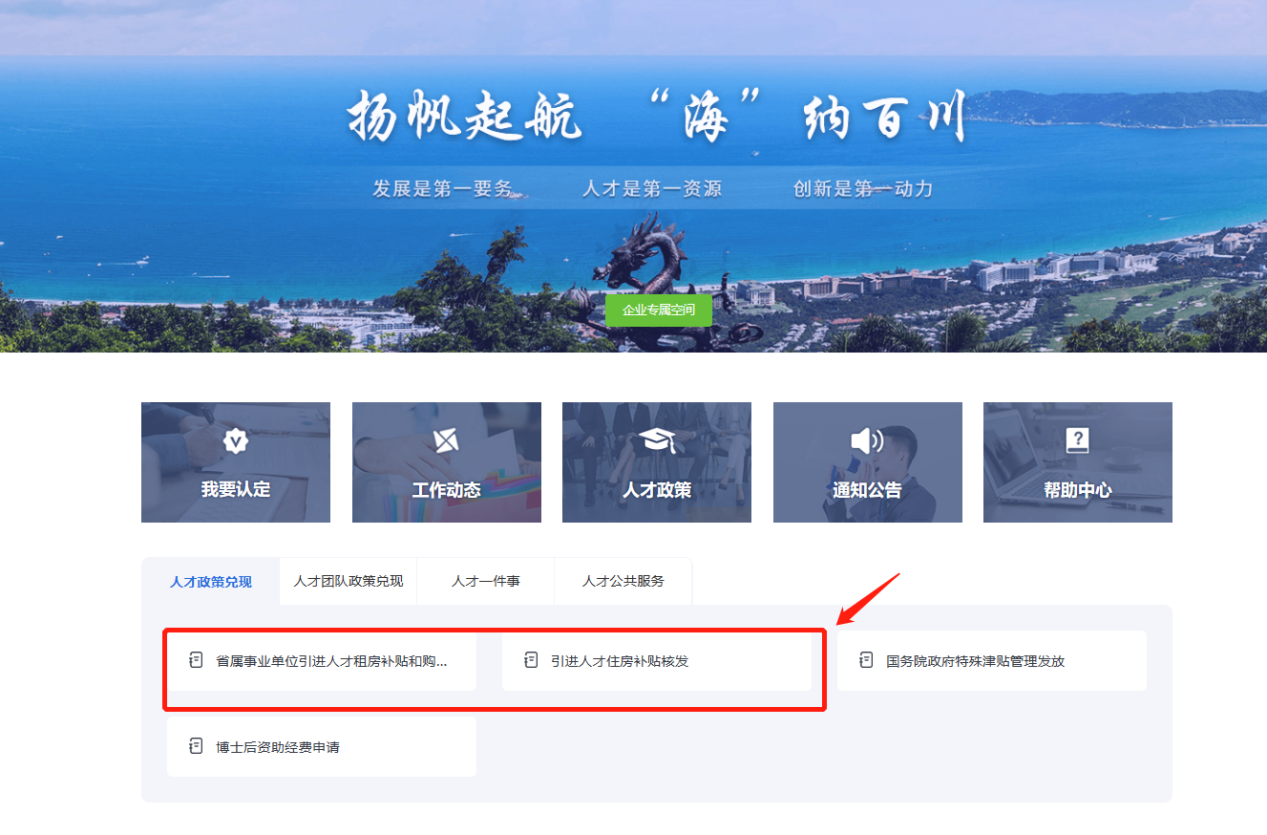 扬帆起航 “海”纳百川
发展是第一要务 人才是第一资源 创新是第一动力
企业专属空间
我要认定 工作动态 人才政策 通知公告 帮助中心
人才政策兑现 人才团队政策兑现 人才一件事 人才公共服务
省属事业单位引进人才租房补贴和购... 引进人才住房补贴核发 国务院政府特殊津贴管理发放
博士后资助经费申请